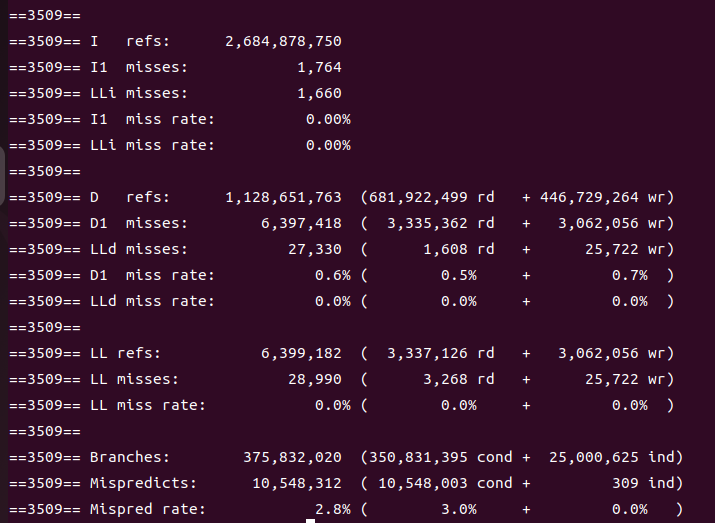 ==3509==
==3509== I   refs:      2,684,878,750
==3509== I1  misses:            1,764
==3509== LLi misses:            1,660
==3509== I1  miss rate:          0.00%
==3509== LLi miss rate:          0.00%
==3509==
==3509== D   refs:      1,128,651,763  (681,922,499 rd   + 446,729,264 wr)
==3509== D1  misses:        6,397,418  (  3,335,362 rd   +   3,062,056 wr)
==3509== LLd misses:           27,330  (      1,608 rd   +      25,722 wr)
==3509== D1  miss rate:           0.6% (        0.5%     +         0.7%  )
==3509== LLd miss rate:           0.0% (        0.0%     +         0.0%  )
==3509==
==3509== LL refs:           6,399,182  (  3,337,126 rd   +   3,062,056 wr)
==3509== LL misses:            28,990  (      3,268 rd   +      25,722 wr)
==3509== LL miss rate:            0.0% (        0.0%     +         0.0%  )
==3509==
==3509== Branches:        375,832,020  (350,831,395 cond +  25,000,625 ind)
==3509== Mispredicts:      10,548,312  ( 10,548,003 cond +         309 ind)
==3509== Mispred rate:            2.8% (        3.0%     +         0.0%   )